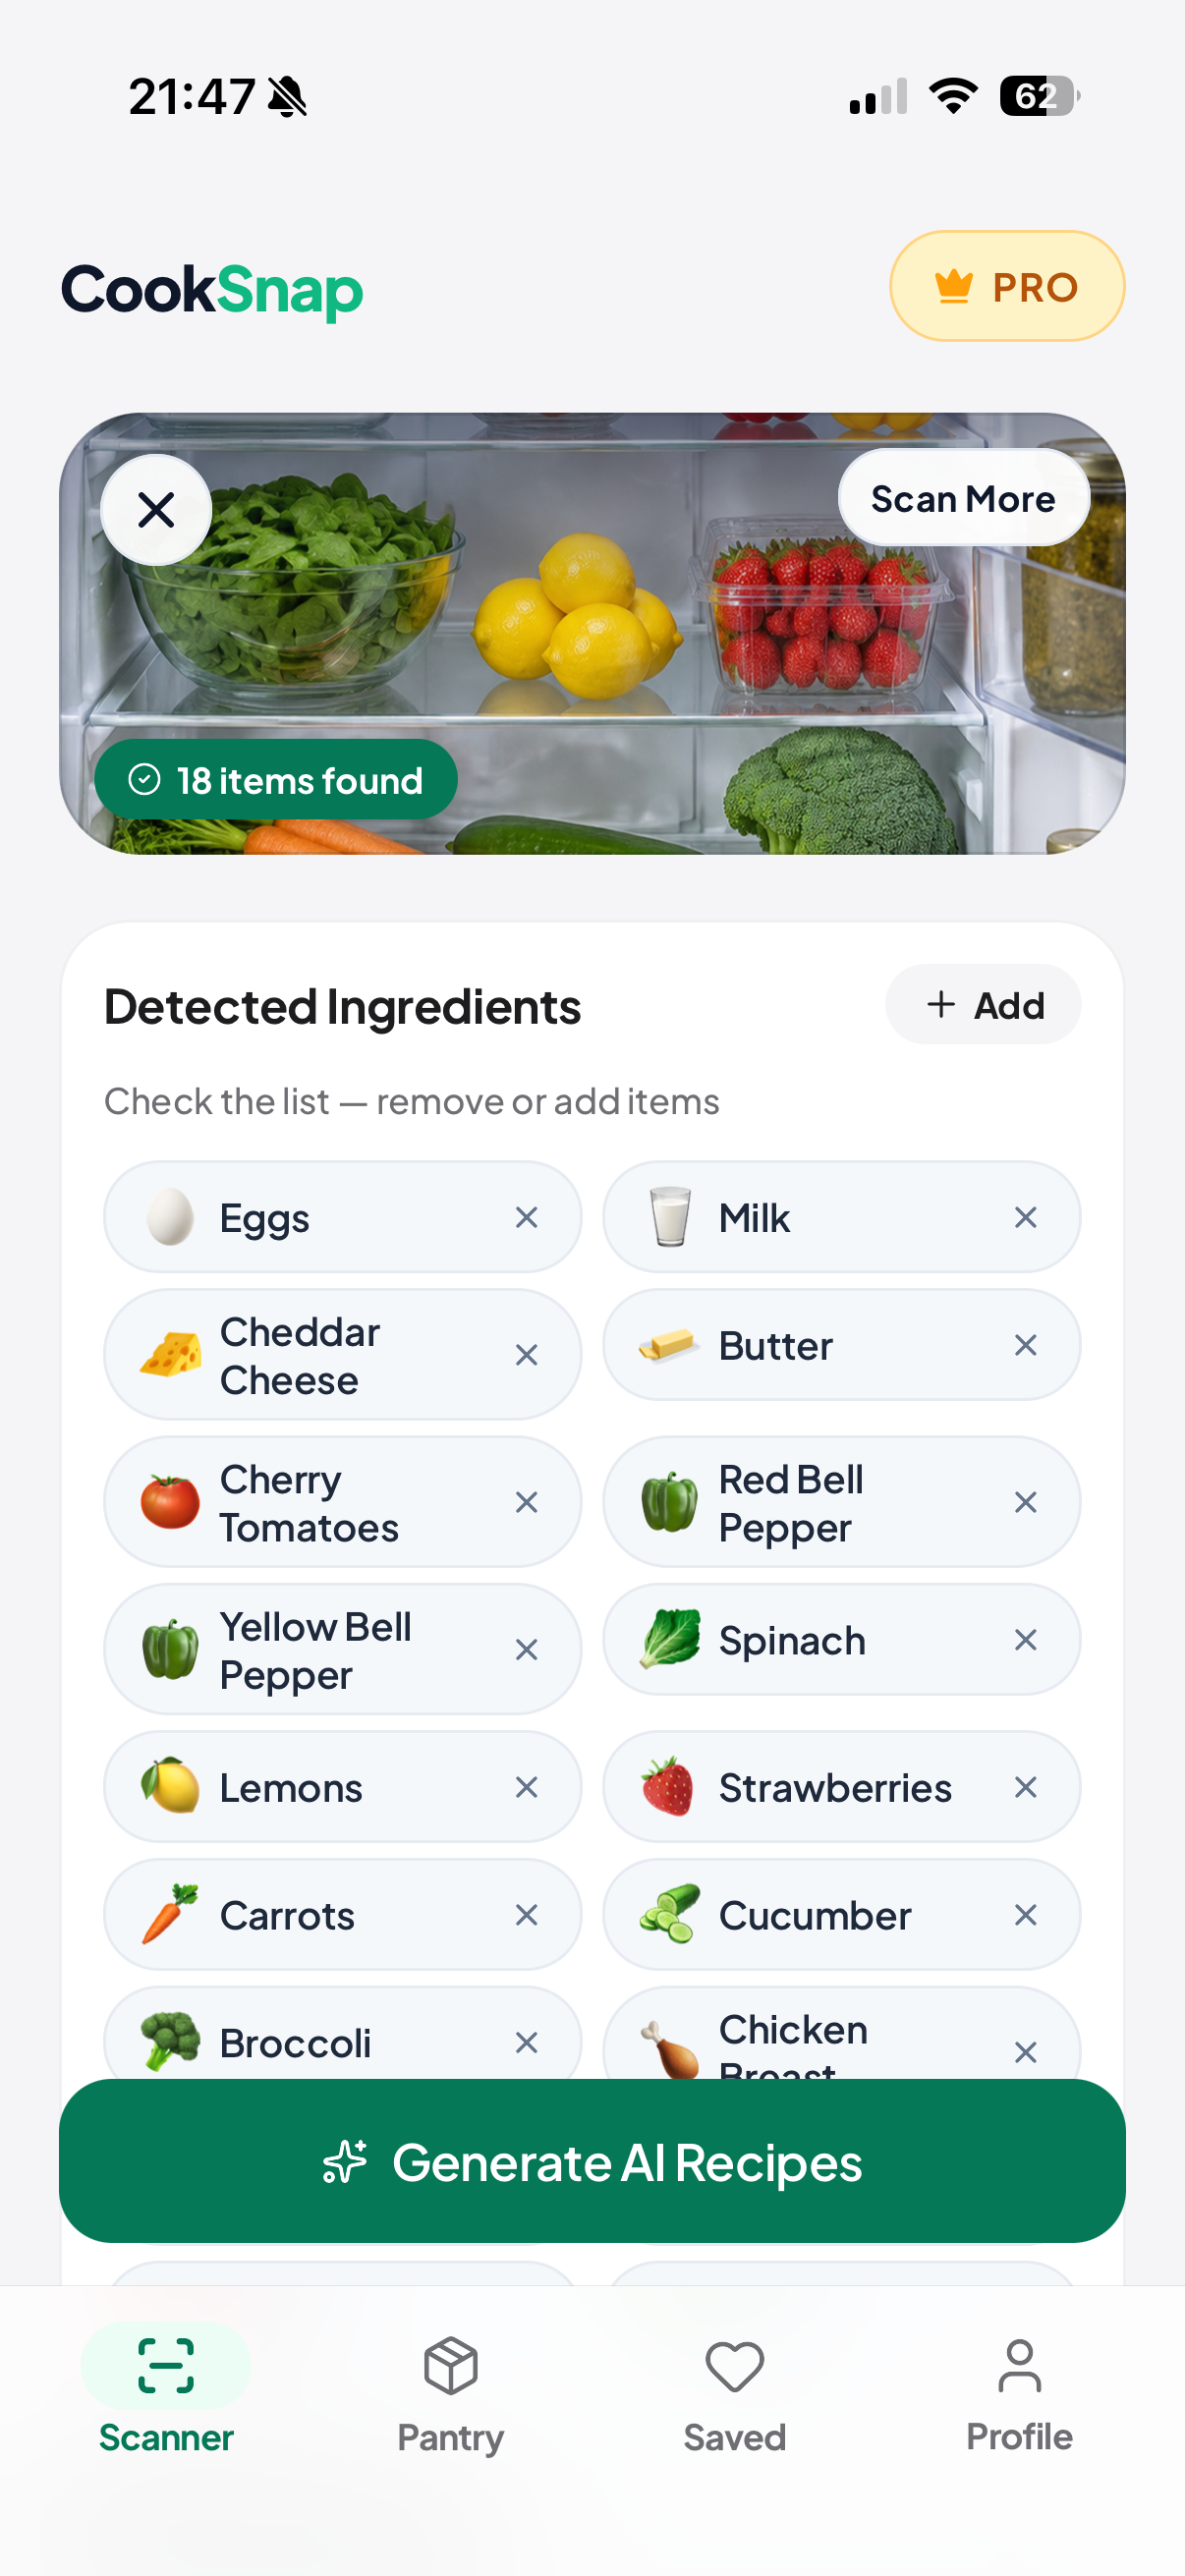 21:47
62
CookSnap
PRO
Scan More
18 items found
Detected Ingredients
+ Add
Check the list — remove or add items
Eggs
Milk
Cheddar
Cheese
Butter
Cherry
Tomatoes
Red Bell
Pepper
Yellow Bell
Pepper
Spinach
Lemons
Strawberries
Carrots
Cucumber
Broccoli
Chicken
Breast
Generate AI Recipes
Scanner
Pantry
Saved
Profile